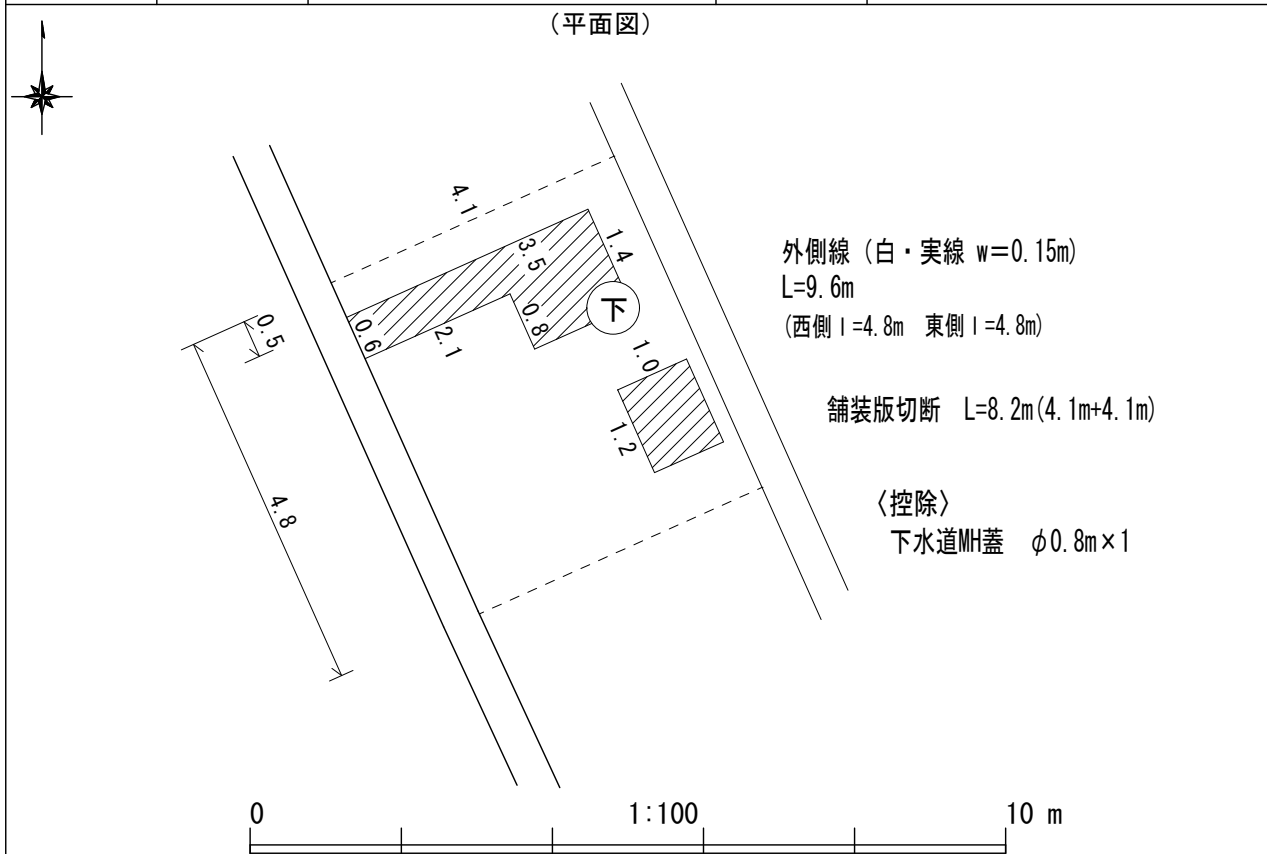 (平面図)
4.1
3.5
1.4
下
0.6
2.1
0.8
0.5
1.0
1.2
4.8
外側線 (白・実線 w=0.15m)
L=9.6m
(西側 l=4.8m 東側 l=4.8m)
舗装版切断 L=8.2m(4.1m+4.1m)
〈控除〉
下水道MH蓋 φ0.8m×1
0 1:100 10 m